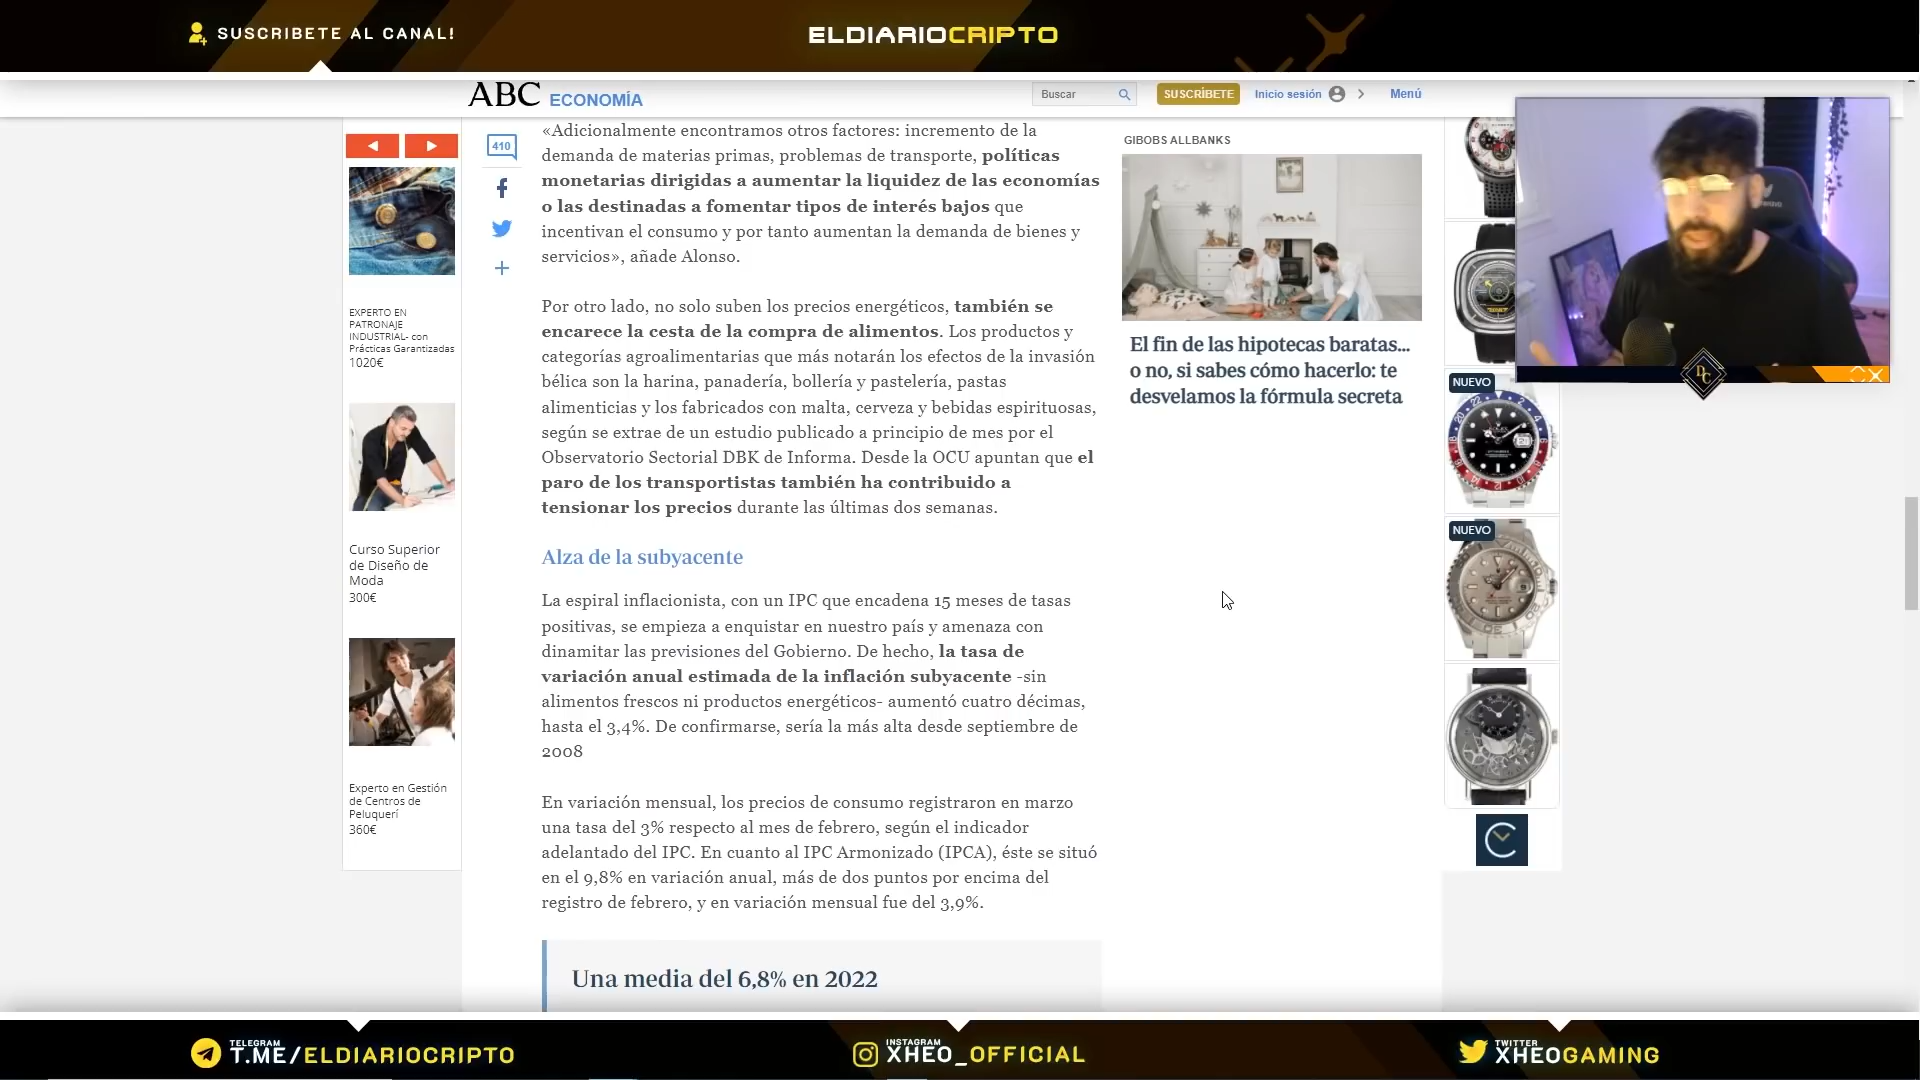 SUSCRIBETE AL CANAL!
ELDIARIOCRIPTO
ABC ECONOMÍA
Buscar
SUSCRÍBETE
Inicio sesión
Menú
410
«Adicionalmente encontramos otros factores: incremento de la
demanda de materias primas, problemas de transporte, políticas
monetarias dirigidas a aumentar la liquidez de las economías
o las destinadas a fomentar tipos de interés bajos que
incentivan el consumo y por tanto aumentan la demanda de bienes y
servicios», añade Alonso.
Por otro lado, no solo suben los precios energéticos, también se
encarece la cesta de la compra de alimentos. Los productos y
categorías agroalimentarias que más notarán los efectos de la invasión
bélica son la harina, panadería, bollería y pastelería, pastas
alimenticias y los fabricados con malta, cerveza y bebidas espirituosas,
según se extrae de un estudio publicado a principio de mes por el
Observatorio Sectorial DBK de Informa. Desde la OCU apuntan que el
paro de los transportistas también ha contribuido a
tensionar los precios durante las últimas dos semanas.
Alza de la subyacente
La espiral inflacionista, con un IPC que encadena 15 meses de tasas
positivas, se empieza a enquistar en nuestro país y amenaza con
dinamitar las previsiones del Gobierno. De hecho, la tasa de
variación anual estimada de la inflación subyacente -sin
alimentos frescos ni productos energéticos- aumentó cuatro décimas,
hasta el 3,4%. De confirmarse, sería la más alta desde septiembre de
2008
En variación mensual, los precios de consumo registraron en marzo
una tasa del 3% respecto al mes de febrero, según el indicador
adelantado del IPC. En cuanto al IPC Armonizado (IPCA), éste se situó
en el 9,8% en variación anual, más de dos puntos por encima del
registro de febrero, y en variación mensual fue del 3,9%.
Una media del 6,8% en 2022
EXPERTO EN
PATRONAJE
INDUSTRIAL- con
Prácticas Garantizadas
1020€
Curso Superior
de Diseño de
Moda
300€
Experto en Gestión
de Centros de
Peluquerí
360€
GIBOBS ALLBANKS
El fin de las hipotecas baratas...
o no, si sabes cómo hacerlo: te
desvelamos la fórmula secreta
NUEVO
NUEVO
DC
TELEGRAM
T.ME/ELDIARIOCRIPTO
INSTAGRAM
XHEO_OFFICIAL
TWITTER
XHEOGAMING